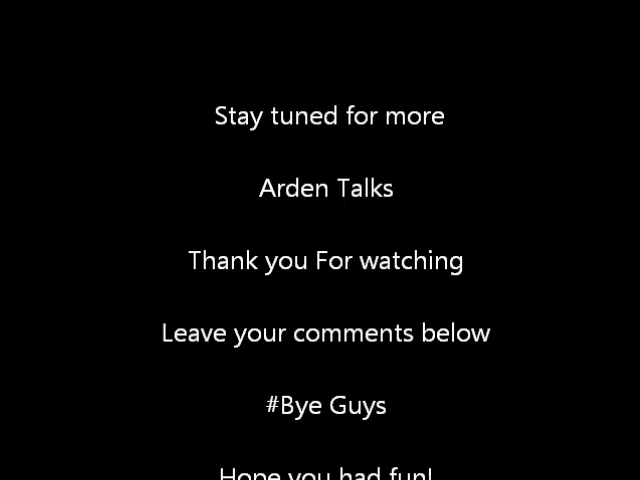 Stay tuned for more
Arden Talks
Thank you For watching
Leave your comments below
#Bye Guys
Hope you had fun!